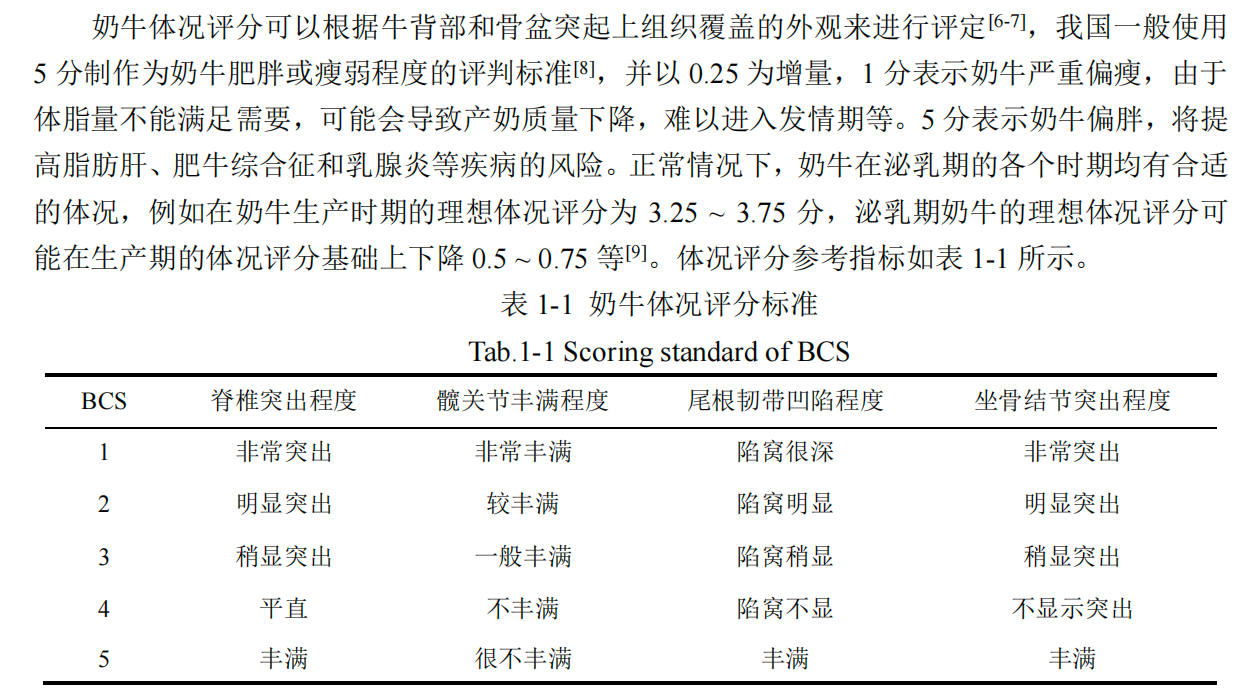 奶牛体况评分可以根据牛背部和骨盆突起上组织覆盖的外观来进行评定[6-7]，我国一般使用
5 分制作为奶牛肥胖或瘦弱程度的评判标准[8]，并以 0.25 为增量，1 分表示奶牛严重偏瘦，由于
体脂量不能满足需要，可能会导致产奶质量下降，难以进入发情期等。5 分表示奶牛偏胖，将提
高脂肪肝、肥牛综合征和乳腺炎等疾病的风险。正常情况下，奶牛在泌乳期的各个时期均有合适
的体况，例如在奶牛生产时期的理想体况评分为 3.25 ~ 3.75 分，泌乳期奶牛的理想体况评分可
能在生产期的体况评分基础上下降 0.5 ~ 0.75 等[9]。体况评分参考指标如表 1-1 所示。
表 1-1 奶牛体况评分标准
Tab.1-1 Scoring standard of BCS
BCS 脊椎突出程度 髋关节丰满程度 尾根韧带凹陷程度 坐骨结节突出程度
1 非常突出 非常丰满 陷窝很深 非常突出
2 明显突出 较丰满 陷窝明显 明显突出
3 稍显突出 一般丰满 陷窝稍显 稍显突出
4 平直 不丰满 陷窝不显 不显示突出
5 丰满 很不丰满 丰满 丰满